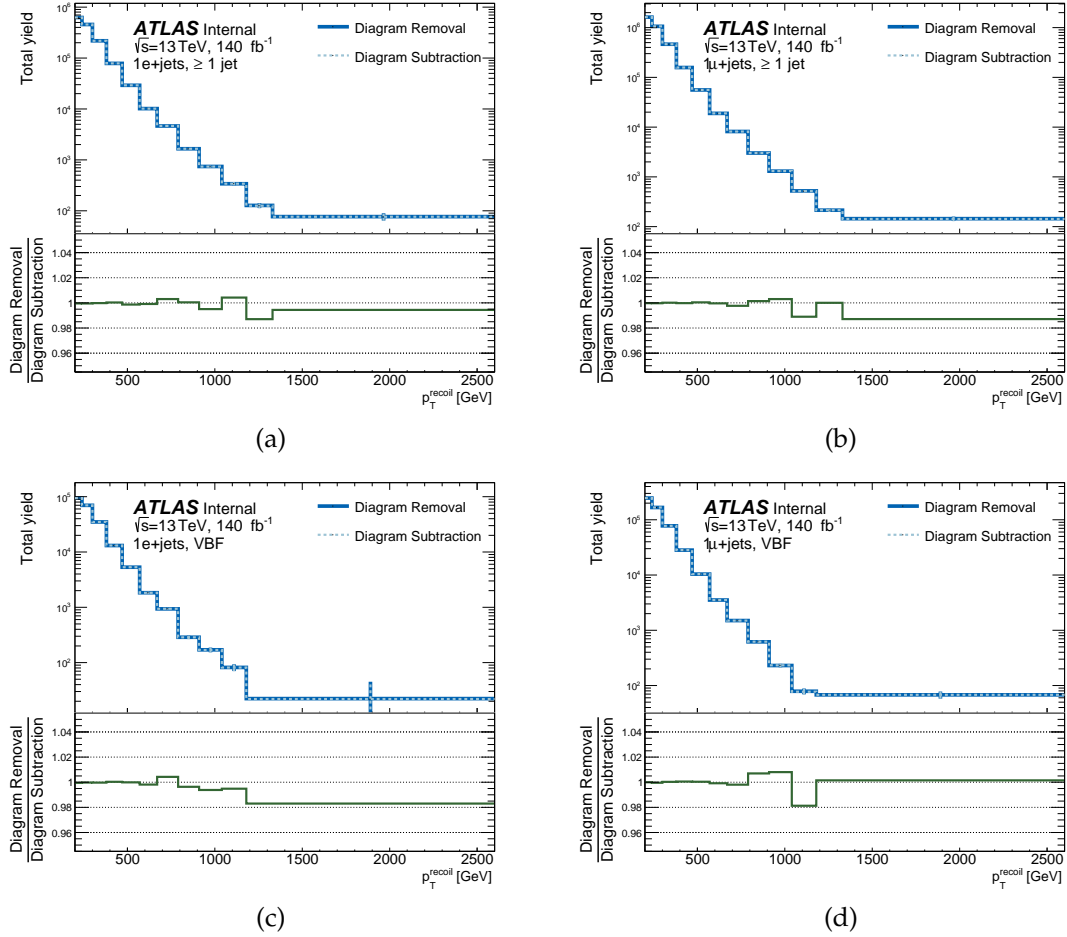 Total yield
10⁶
10⁵
10⁴
10³
10²
ATLAS Internal
√s=13 TeV, 140 fb⁻¹
1e+jets, ≥ 1 jet
Diagram Removal
Diagram Subtraction
Diagram Removal
Diagram Subtraction
1.04
1.02
1
0.98
0.96
500 1000 1500 2000 2500
p_T^recoil [GeV]
(a)
Total yield
10⁶
10⁵
10⁴
10³
10²
ATLAS Internal
√s=13 TeV, 140 fb⁻¹
1μ+jets, ≥ 1 jet
Diagram Removal
Diagram Subtraction
Diagram Removal
Diagram Subtraction
1.04
1.02
1
0.98
0.96
500 1000 1500 2000 2500
p_T^recoil [GeV]
(b)
Total yield
10⁵
10⁴
10³
10²
ATLAS Internal
√s=13 TeV, 140 fb⁻¹
1e+jets, VBF
Diagram Removal
Diagram Subtraction
Diagram Removal
Diagram Subtraction
1.04
1.02
1
0.98
0.96
500 1000 1500 2000 2500
p_T^recoil [GeV]
(c)
Total yield
10⁵
10⁴
10³
10²
ATLAS Internal
√s=13 TeV, 140 fb⁻¹
1μ+jets, VBF
Diagram Removal
Diagram Subtraction
Diagram Removal
Diagram Subtraction
1.04
1.02
1
0.98
0.96
500 1000 1500 2000 2500
p_T^recoil [GeV]
(d)